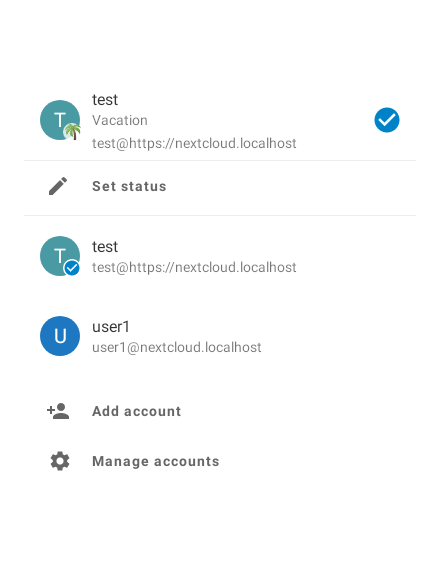 T
test
Vacation
test@https://nextcloud.localhost
Set status
T
test
test@https://nextcloud.localhost
U
user1
user1@nextcloud.localhost
Add account
Manage accounts